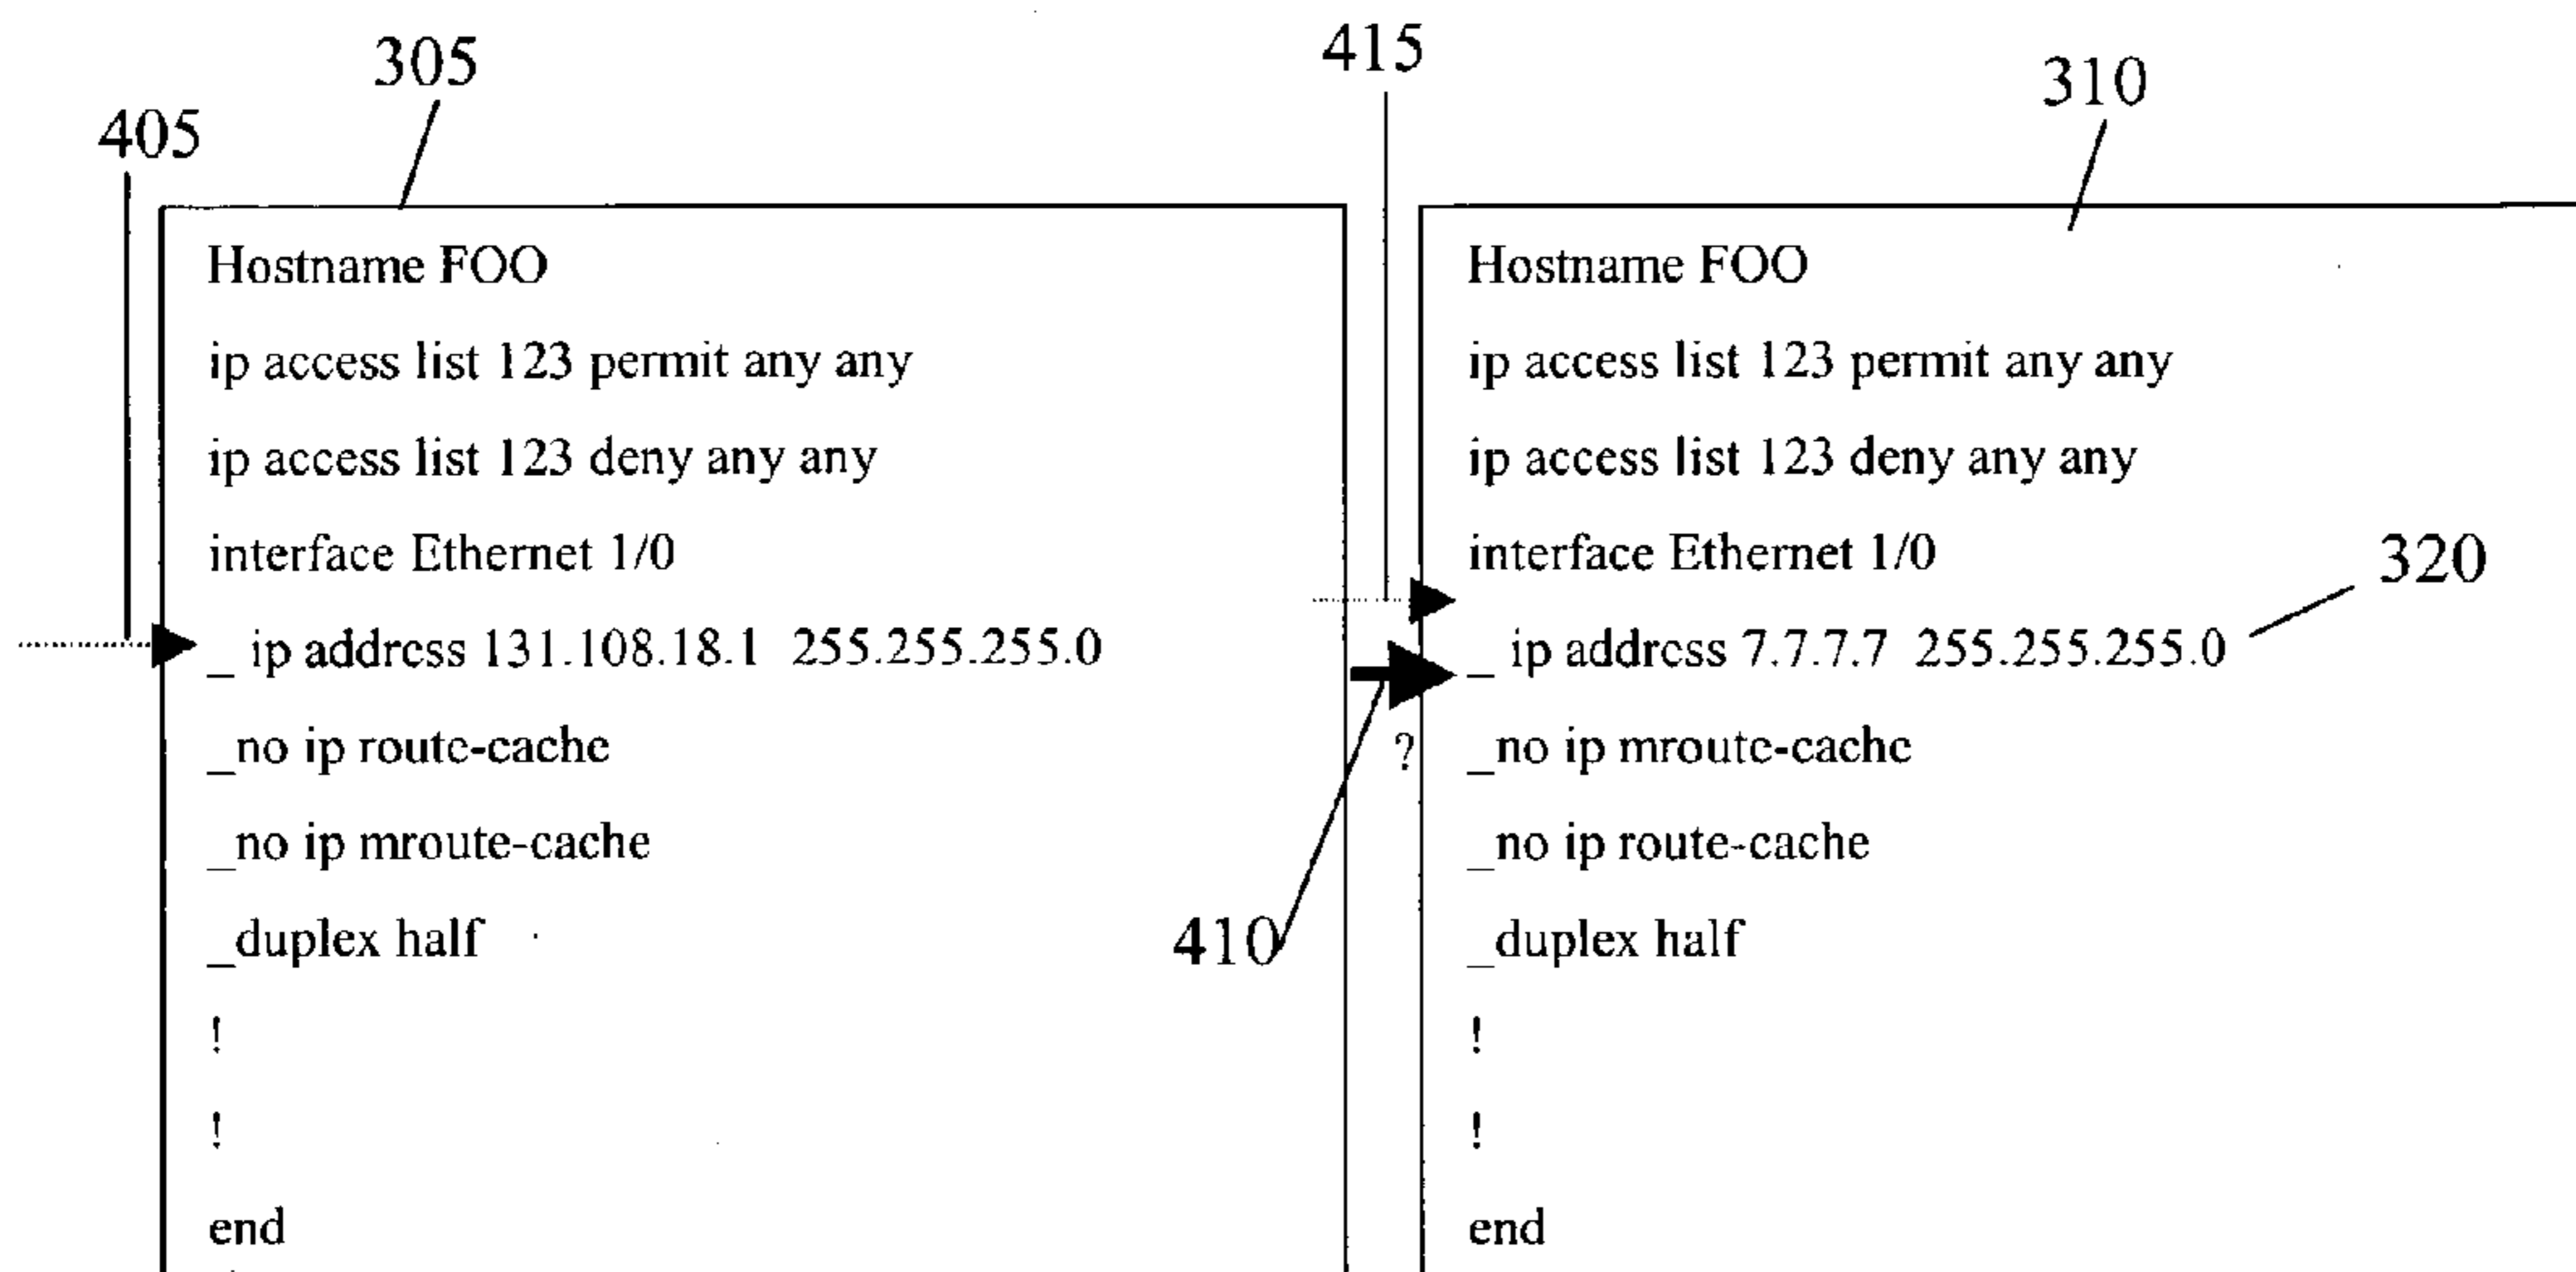 305
415
310
405
Hostname FOO
ip access list 123 permit any any
ip access list 123 deny any any
interface Ethernet 1/0
_ ip address 131.108.18.1 255.255.255.0
_no ip route-cache
_no ip mroute-cache
_duplex half
!
!
end
410
?
Hostname FOO
ip access list 123 permit any any
ip access list 123 deny any any
interface Ethernet 1/0
320
_ ip address 7.7.7.7 255.255.255.0
_no ip mroute-cache
_no ip route-cache
_duplex half
!
!
end